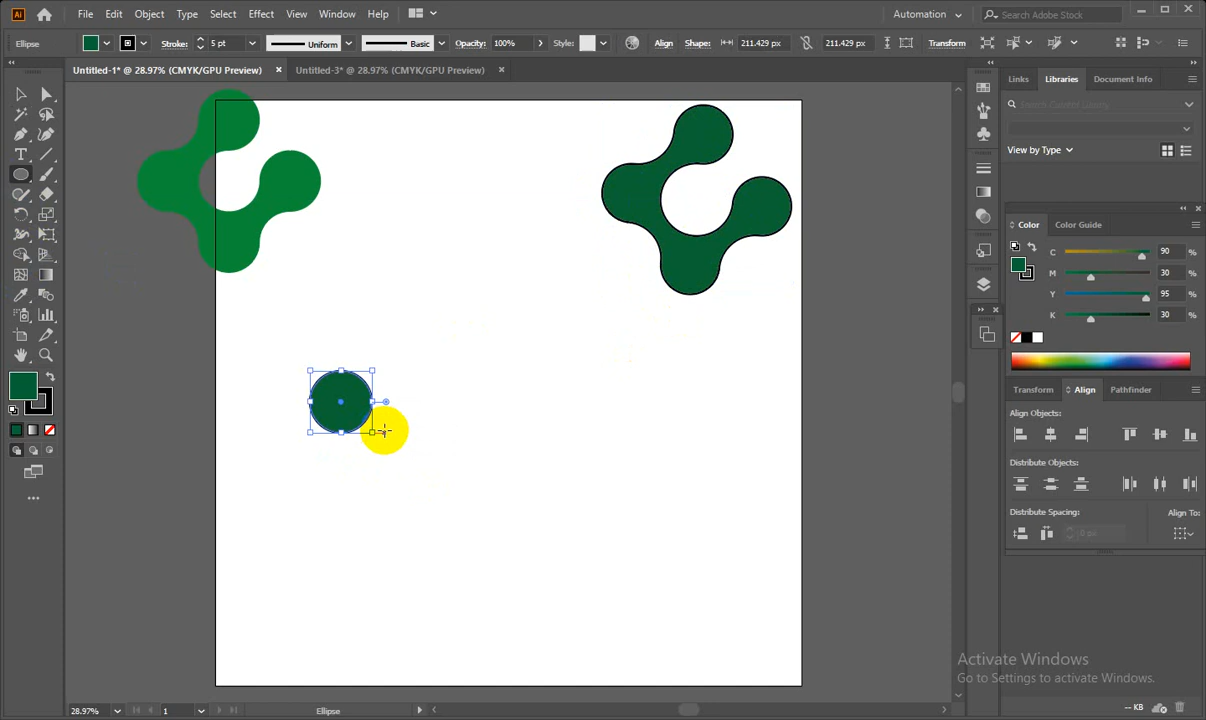 Ai File Edit Object Type Select Effect View Window Help Automation Search Adobe Stock
Ellipse Stroke: 5 pt Uniform Basic Opacity: 100% Style: Align Shape: 211.429 px 211.429 px Transform
Untitled-1* @ 28.97% (CMYK/GPU Preview) × Untitled-3* @ 28.97% (CMYK/GPU Preview) ×
Links Libraries Document Info
View by Type
Color Color Guide
C 90 %
M 30 %
Y 95 %
K 30 %
Transform Align Pathfinder
Align Objects:
Distribute Objects:
Distribute Spacing: Align To:
0 px
Activate Windows
Go to Settings to activate Windows.
28.97% 1 Ellipse -- KB